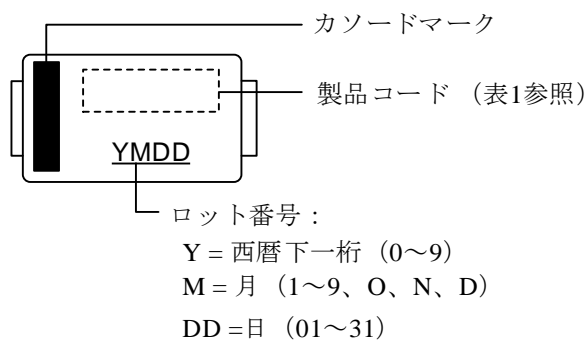 カソードマーク
製品コード （表1参照）
YMDD
ロット番号：
Y = 西暦下一桁（0～9）
M = 月（1～9、O、N、D）
DD =日（01～31）